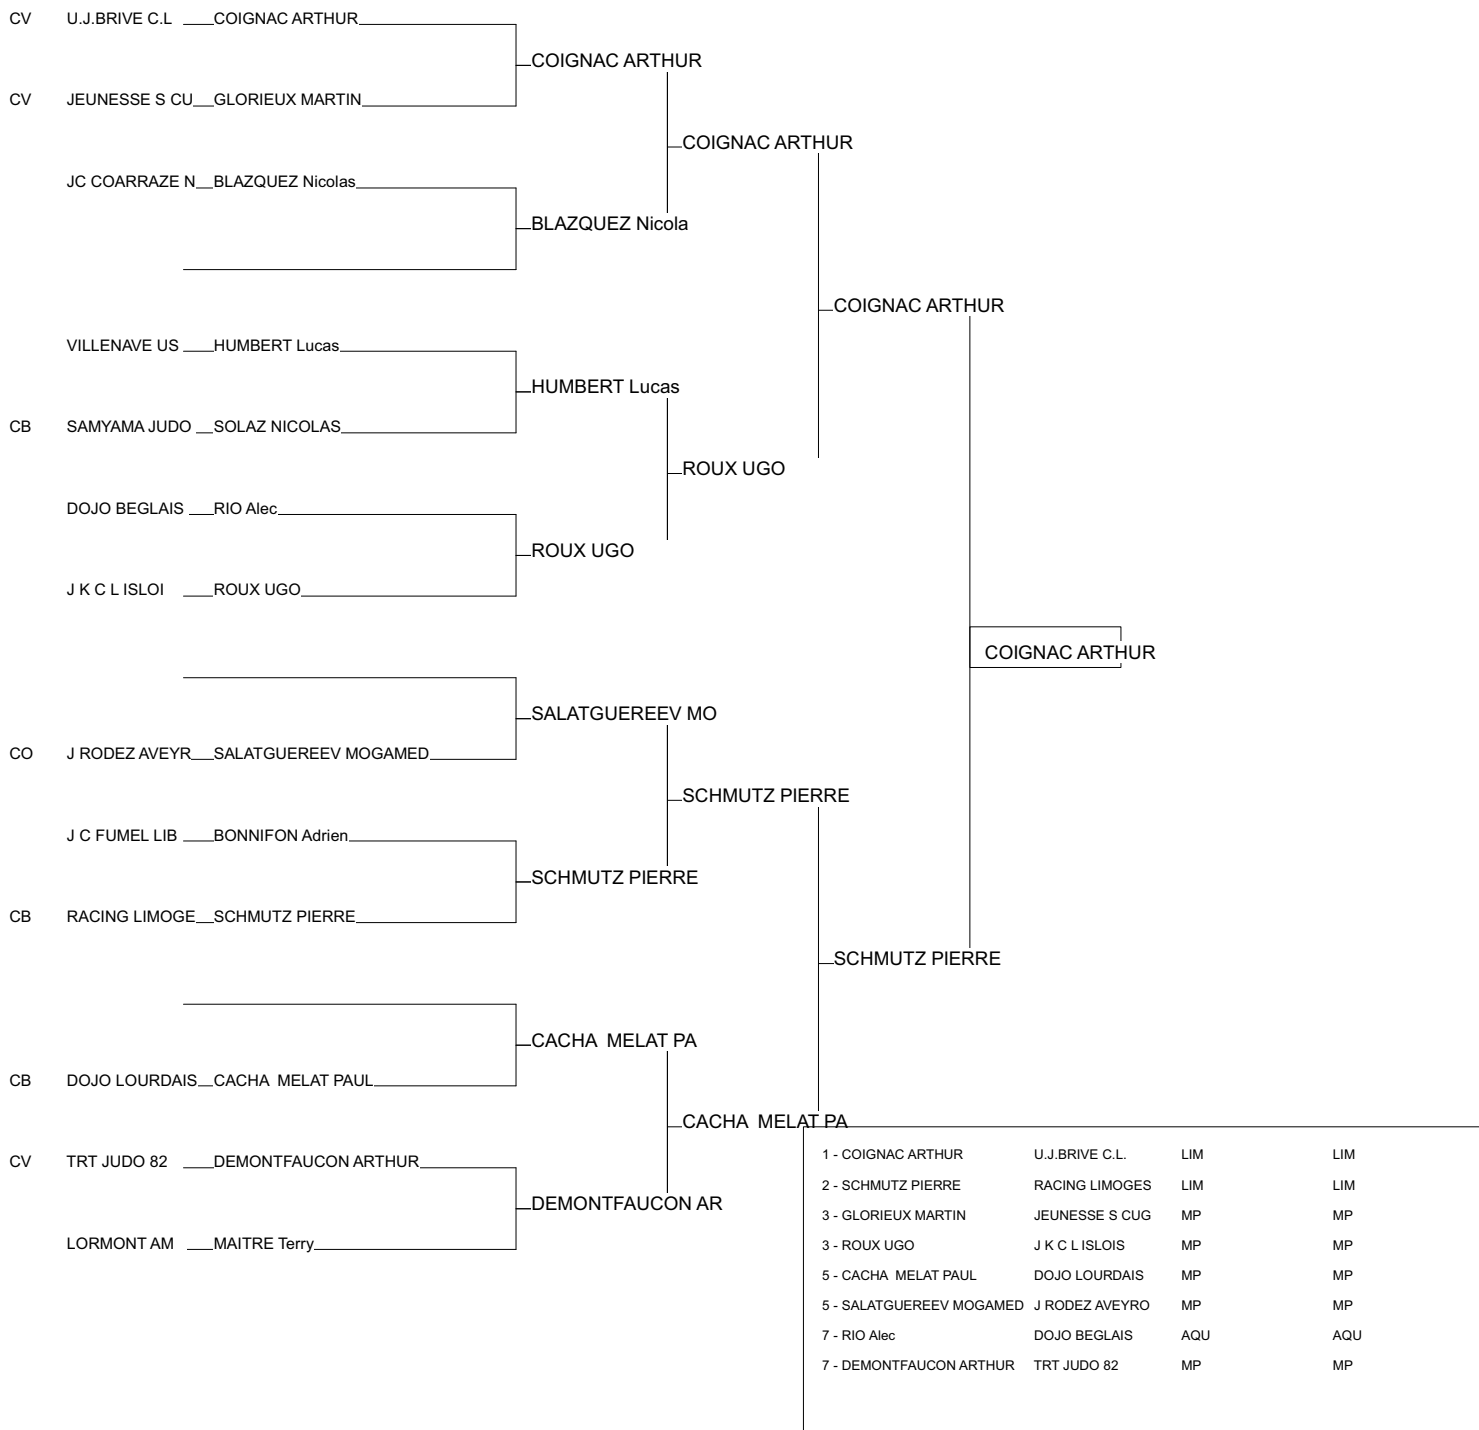 CV U.J.BRIVE C.L COIGNAC ARTHUR
COIGNAC ARTHUR
CV JEUNESSE S CU GLORIEUX MARTIN
COIGNAC ARTHUR
JC COARRAZE N BLAZQUEZ Nicolas
BLAZQUEZ Nicola
COIGNAC ARTHUR
VILLENAVE US HUMBERT Lucas
HUMBERT Lucas
CB SAMYAMA JUDO SOLAZ NICOLAS
ROUX UGO
DOJO BEGLAIS RIO Alec
ROUX UGO
J K C L ISLOI ROUX UGO
COIGNAC ARTHUR
SALATGUEREEV MO
CO J RODEZ AVEYR SALATGUEREEV MOGAMED
SCHMUTZ PIERRE
J C FUMEL LIB BONNIFON Adrien
SCHMUTZ PIERRE
CB RACING LIMOGE SCHMUTZ PIERRE
SCHMUTZ PIERRE
CACHA MELAT PA
CB DOJO LOURDAIS CACHA MELAT PAUL
CACHA MELAT PA
CV TRT JUDO 82 DEMONTFAUCON ARTHUR
DEMONTFAUCON AR
LORMONT AM MAITRE Terry
1 - COIGNAC ARTHUR U.J.BRIVE C.L. LIM LIM
2 - SCHMUTZ PIERRE RACING LIMOGES LIM LIM
3 - GLORIEUX MARTIN JEUNESSE S CUG MP MP
3 - ROUX UGO J K C L ISLOIS MP MP
5 - CACHA MELAT PAUL DOJO LOURDAIS MP MP
5 - SALATGUEREEV MOGAMED J RODEZ AVEYRO MP MP
7 - RIO Alec DOJO BEGLAIS AQU AQU
7 - DEMONTFAUCON ARTHUR TRT JUDO 82 MP MP